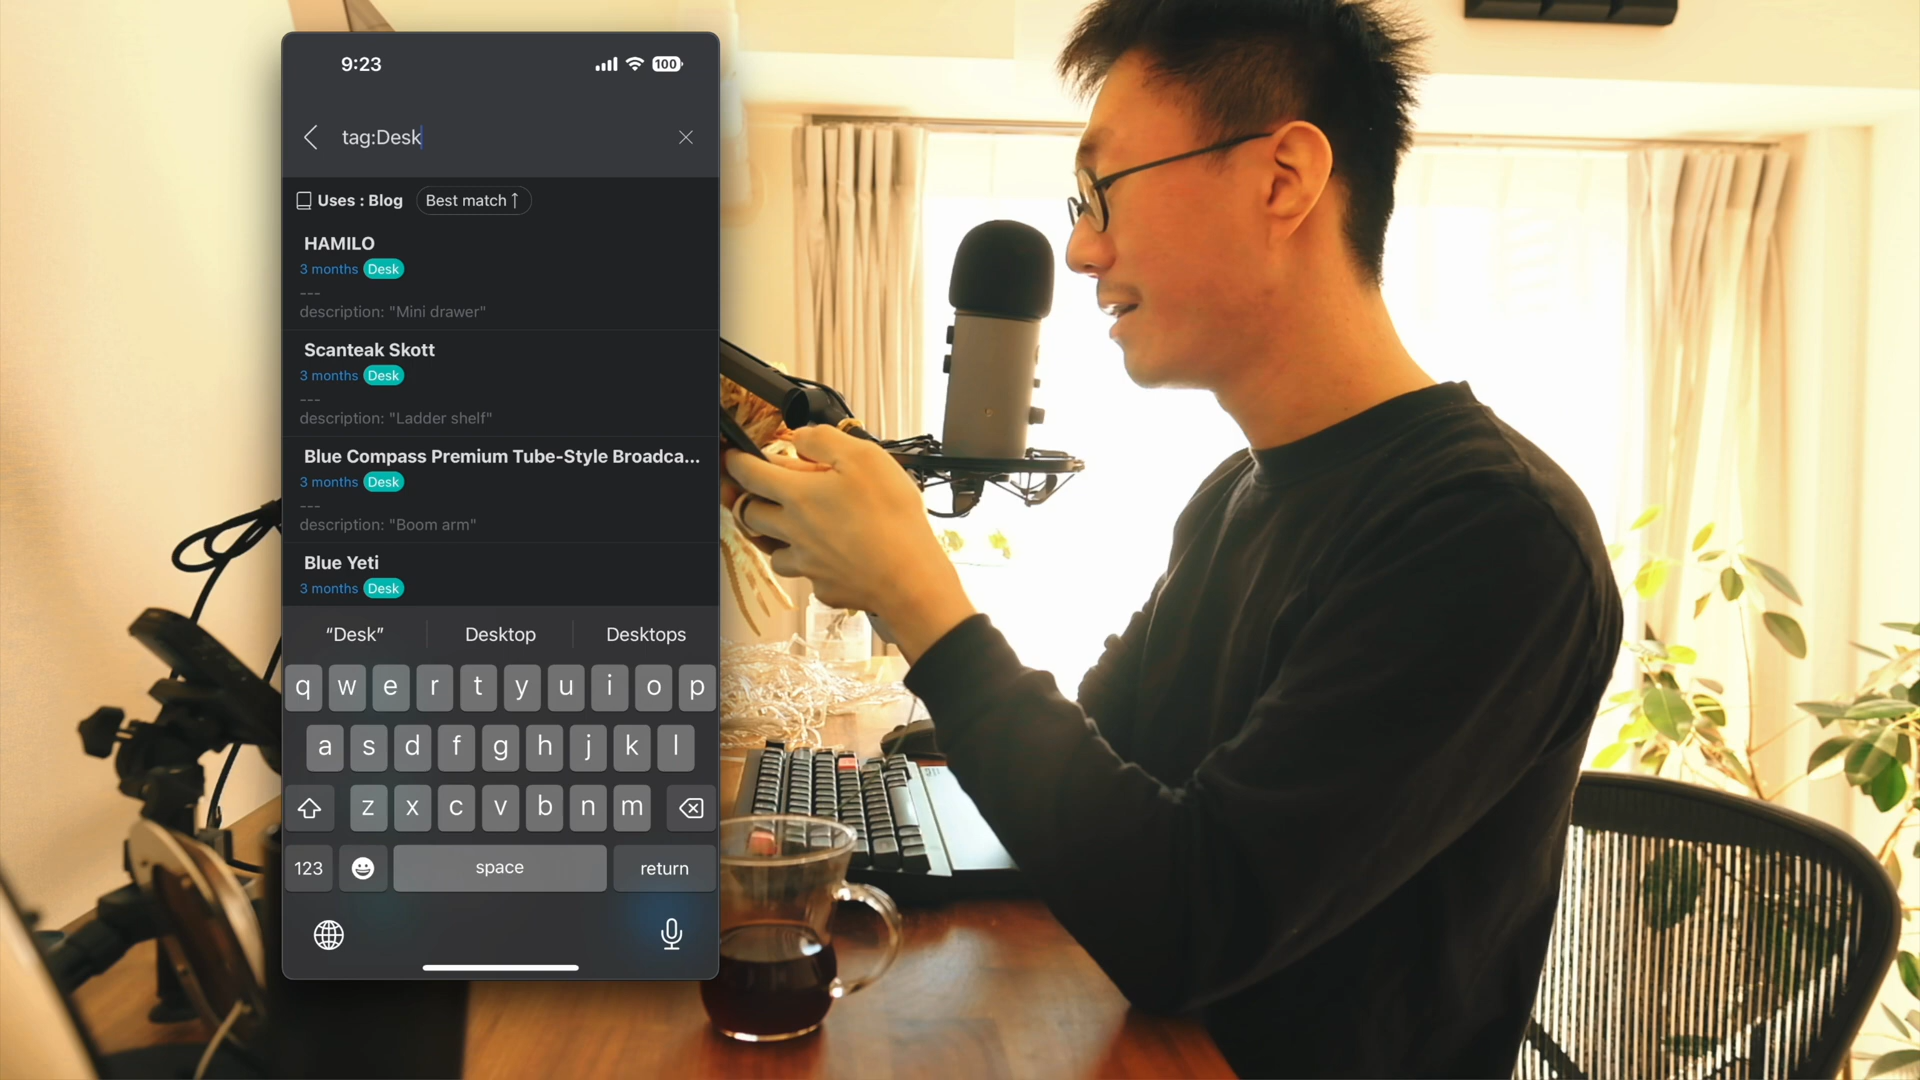 9:23
100
tag:Desk
Uses : Blog
Best match ↑
HAMILO
3 months Desk
---
description: "Mini drawer"
Scanteak Skott
3 months Desk
---
description: "Ladder shelf"
Blue Compass Premium Tube-Style Broadca...
3 months Desk
---
description: "Boom arm"
Blue Yeti
3 months Desk
“Desk” Desktop Desktops
q w e r t y u i o p
a s d f g h j k l
z x c v b n m
123 space return